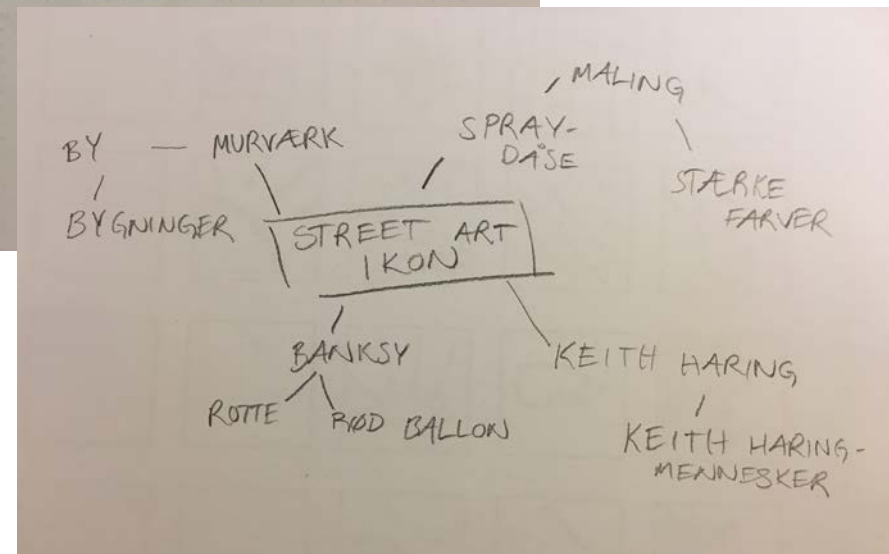 MALING
SPRAY-
DÅSE
STÆRKE
FARVER
BY — MURVÆRK
BYGNINGER
STREET ART
IKON
BANKSY
ROTTE
RØD BALLON
KEITH HARING
KEITH HARING-
MENNESKER